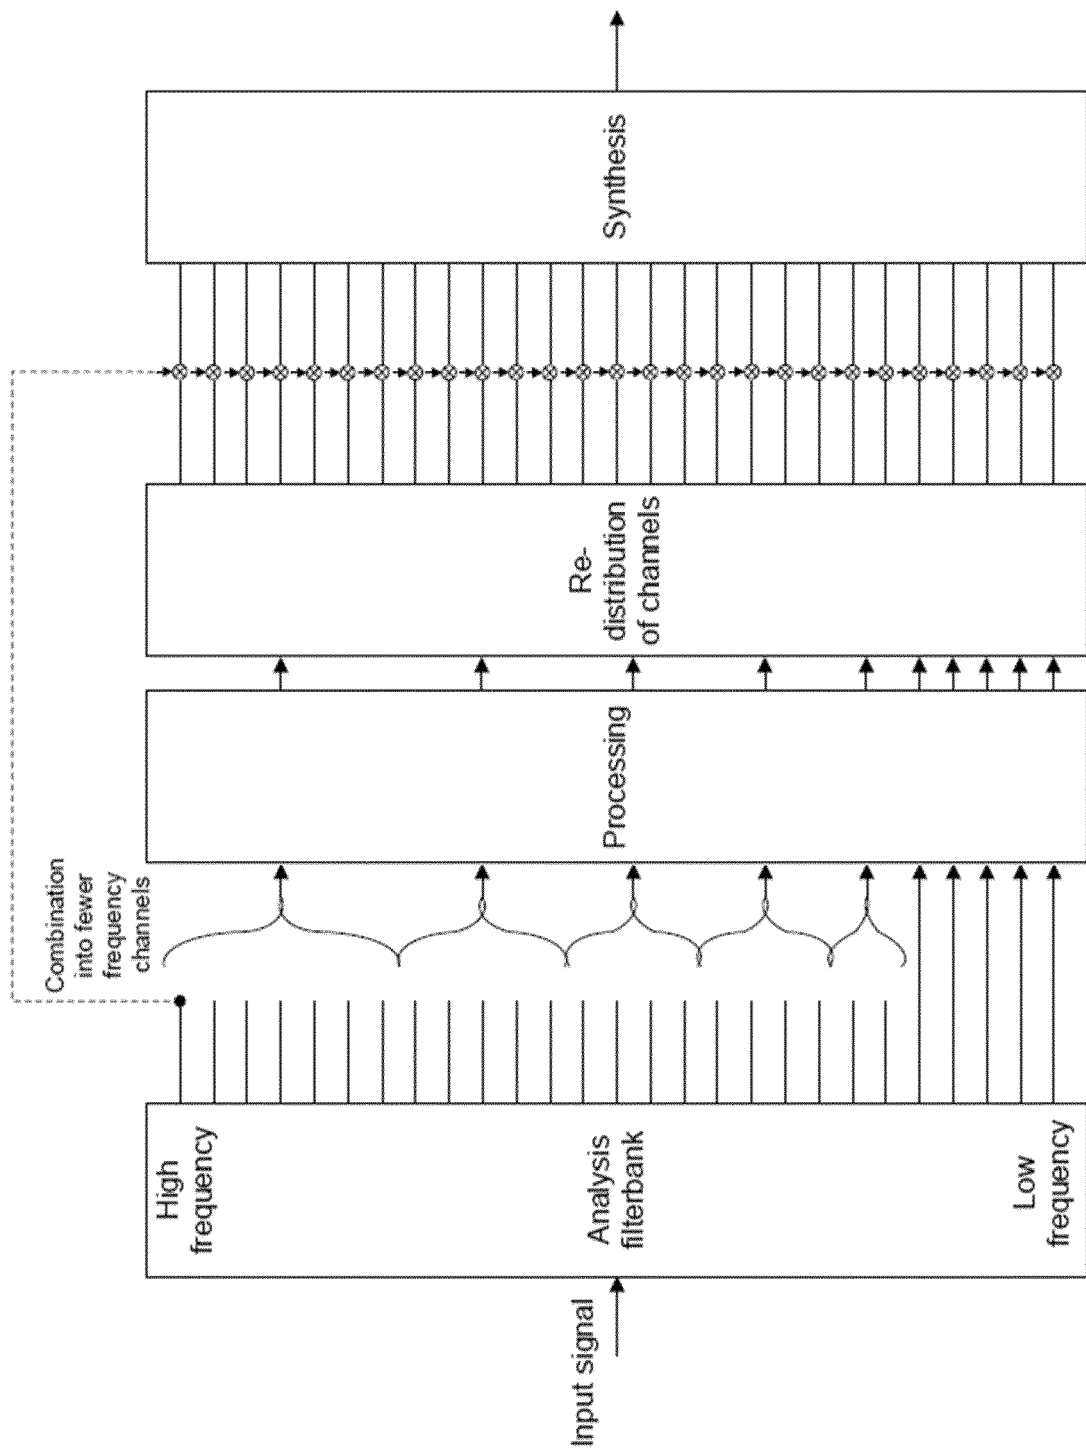 Input signal
High
frequency
Analysis
filterbank
Low
frequency
Combination
into fewer
frequency
channels
Processing
Re-
distribution
of channels
Synthesis